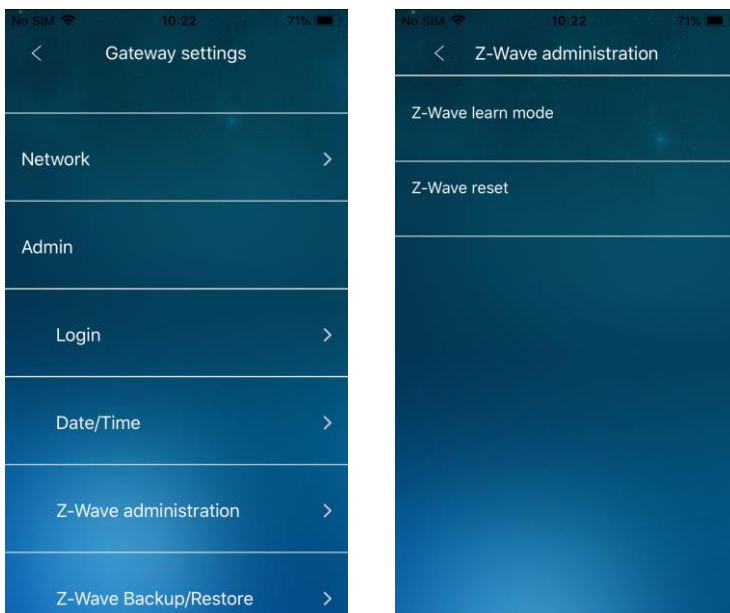 No SIM 10:22 71%
Gateway settings
Network
Admin
Login
Date/Time
Z-Wave administration
Z-Wave Backup/Restore
No SIM 10:22 71%
Z-Wave administration
Z-Wave learn mode
Z-Wave reset